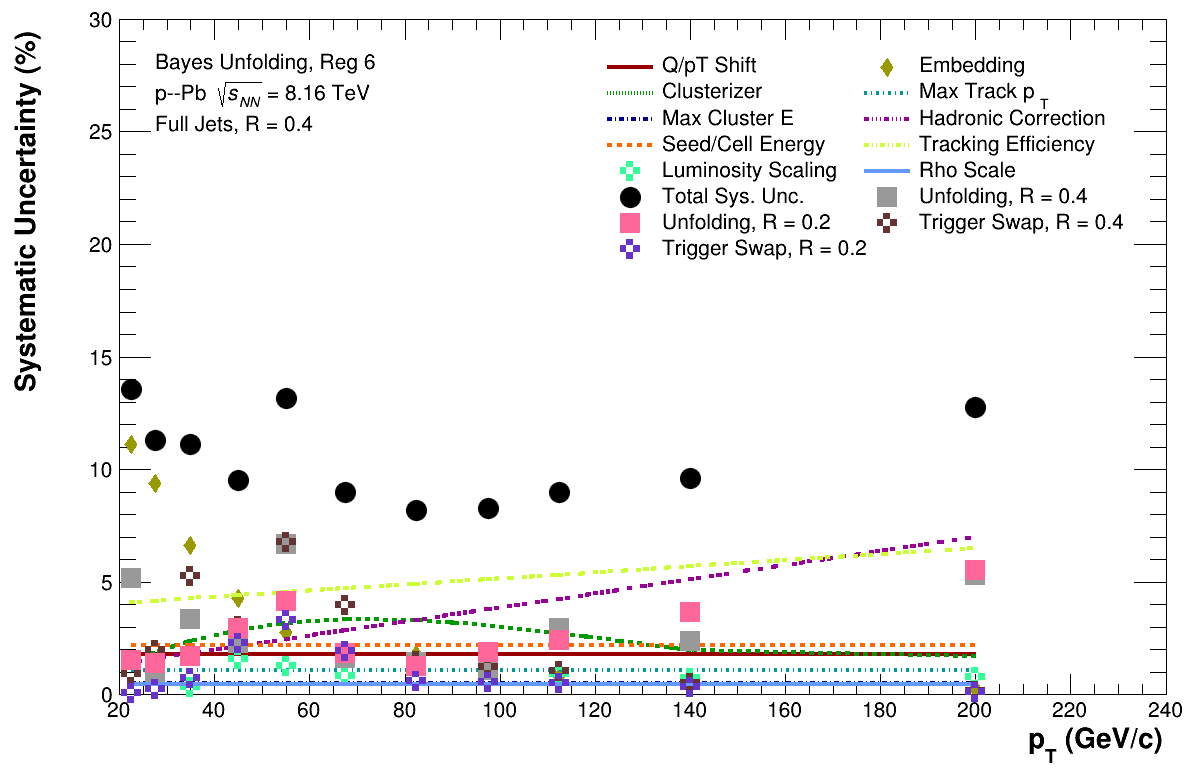 30
25
20
15
10
5
0
Systematic Uncertainty (%)
Bayes Unfolding, Reg 6
p--Pb √sNN = 8.16 TeV
Full Jets, R = 0.4
Q/pT Shift
Clusterizer
Max Cluster E
Seed/Cell Energy
Luminosity Scaling
Total Sys. Unc.
Unfolding, R = 0.2
Trigger Swap, R = 0.2
Embedding
Max Track pT
Hadronic Correction
Tracking Efficiency
Rho Scale
Unfolding, R = 0.4
Trigger Swap, R = 0.4
20 40 60 80 100 120 140 160 180 200 220 240
pT (GeV/c)